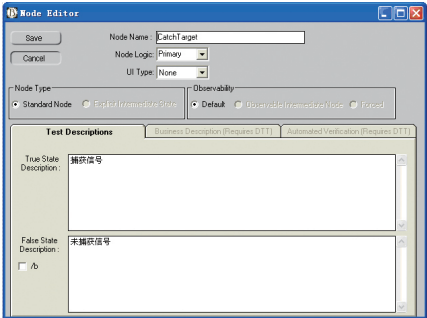 Node Editor
Save
Node Name : CatchTarget
Cancel
Node Logic: Primary
UI Type: None
Node Type
Standard Node
Explicit Intermediate State
Observability
Default
Observable Intermediate Node
Forced
Test Descriptions
Business Description (Requires DTT)
Automated Verification (Requires DTT)
True State
Description :
捕获信号
False State
Description :
未捕获信号
/b